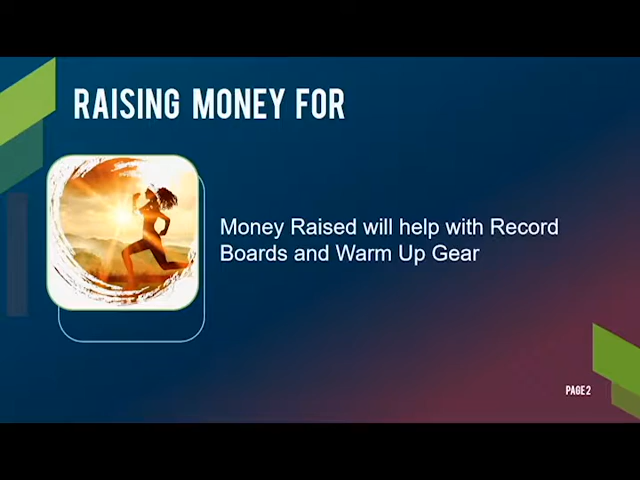 RAISING MONEY FOR
Money Raised will help with Record
Boards and Warm Up Gear
PAGE 2